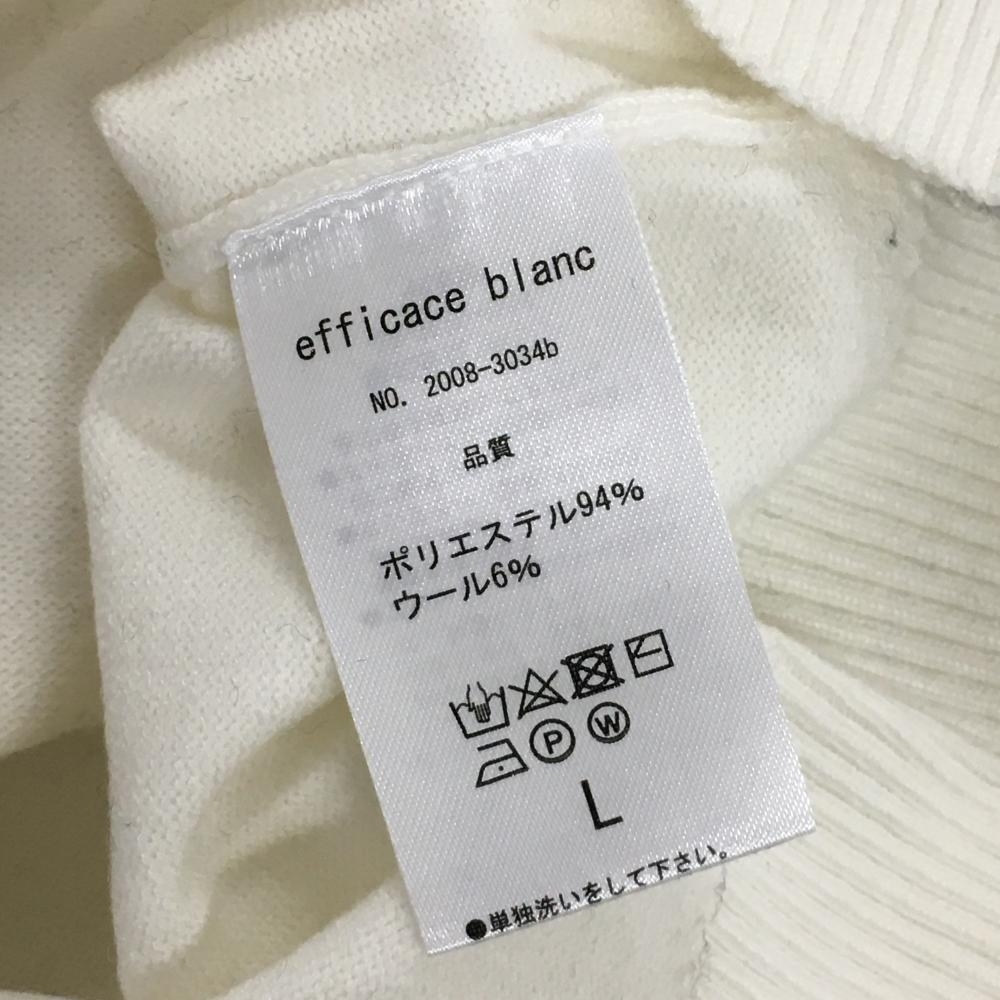 efficace blanc
NO. 2008-3034b
品質
ポリエステル94%
ウール6%
P W
L
●単独洗いをして下さい。